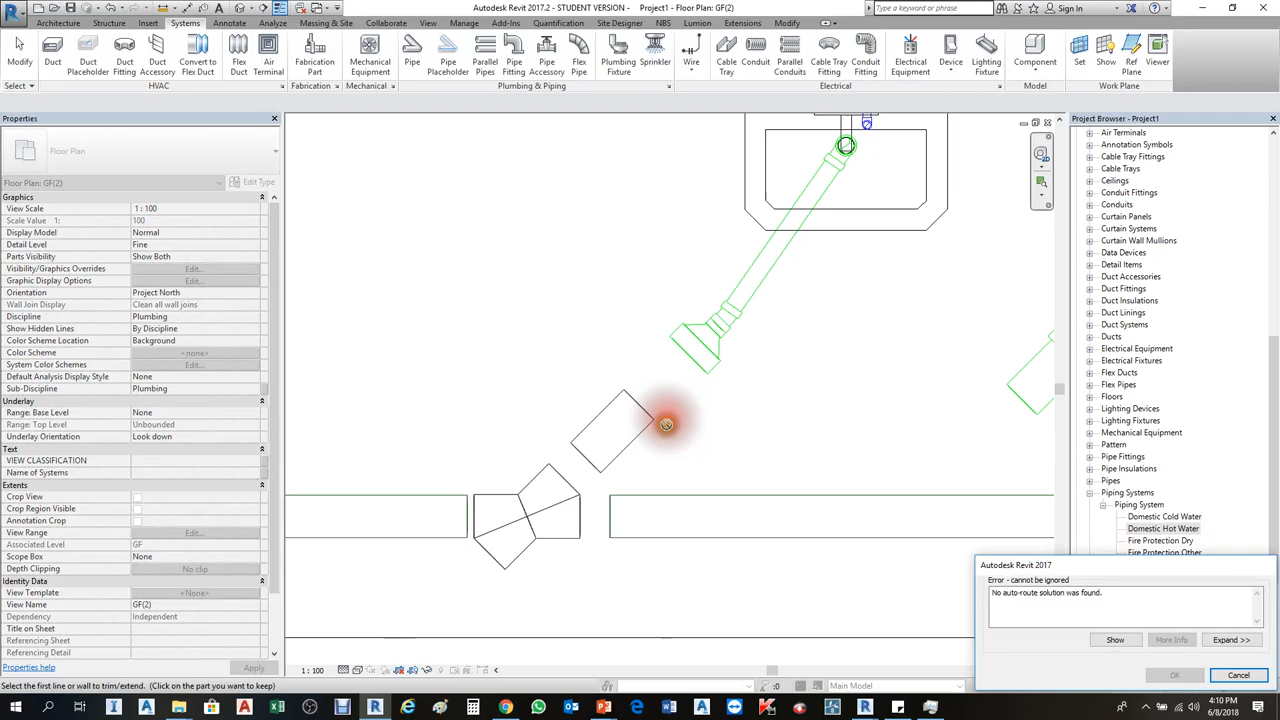 Autodesk Revit 2017.2 - STUDENT VERSION - Project1 - Floor Plan: GF(2)
Type a keyword or phrase
Sign In
Architecture Structure Insert Systems Annotate Analyze Massing & Site Collaborate View Manage Add-Ins Quantification Site Designer NBS Lumion Extensions Modify
Modify
Duct
Duct Placeholder
Duct Fitting
Duct Accessory
Convert to Flex Duct
Flex Duct
Air Terminal
Fabrication Part
Mechanical Equipment
Pipe
Pipe Placeholder
Parallel Pipes
Pipe Fitting
Pipe Accessory
Flex Pipe
Plumbing Fixture
Sprinkler
Wire
Cable Tray
Conduit
Parallel Conduits
Cable Tray Fitting
Conduit Fitting
Electrical Equipment
Device
Lighting Fixture
Component
Set
Show
Ref Plane
Viewer
Select HVAC Fabrication Mechanical Plumbing & Piping Electrical Model Work Plane
Properties
Floor Plan
Floor Plan: GF(2) Edit Type
Graphics
View Scale 1 : 100
Scale Value 1: 100
Display Model Normal
Detail Level Fine
Parts Visibility Show Both
Visibility/Graphics Overrides Edit...
Graphic Display Options Edit...
Orientation Project North
Wall Join Display Clean all wall joins
Discipline Plumbing
Show Hidden Lines By Discipline
Color Scheme Location Background
Color Scheme <none>
System Color Schemes Edit...
Default Analysis Display Style None
Sub-Discipline Plumbing
Underlay
Range: Base Level None
Range: Top Level Unbounded
Underlay Orientation Look down
Text
VIEW CLASSIFICATION
Name of Systems
Extents
Crop View
Crop Region Visible
Annotation Crop
View Range Edit...
Associated Level GF
Scope Box None
Depth Clipping No clip
Identity Data
View Template <None>
View Name GF(2)
Dependency Independent
Title on Sheet
Referencing Sheet
Referencing Detail
Properties help Apply
Project Browser - Project1
Air Terminals
Annotation Symbols
Cable Tray Fittings
Cable Trays
Ceilings
Conduit Fittings
Conduits
Curtain Panels
Curtain Systems
Curtain Wall Mullions
Data Devices
Detail Items
Duct Accessories
Duct Fittings
Duct Insulations
Duct Linings
Duct Systems
Ducts
Electrical Equipment
Electrical Fixtures
Flex Ducts
Flex Pipes
Floors
Lighting Devices
Lighting Fixtures
Mechanical Equipment
Pattern
Pipe Fittings
Pipe Insulations
Pipes
Piping Systems
Piping System
Domestic Cold Water
Domestic Hot Water
Fire Protection Dry
Fire Protection Other
Autodesk Revit 2017
Error - cannot be ignored
No auto-route solution was found.
Show More Info Expand >>
OK Cancel
1 : 100
Select the first line or wall to trim/extend. (Click on the part you want to keep)
:0 Main Model
4:10 PM
6/8/2018